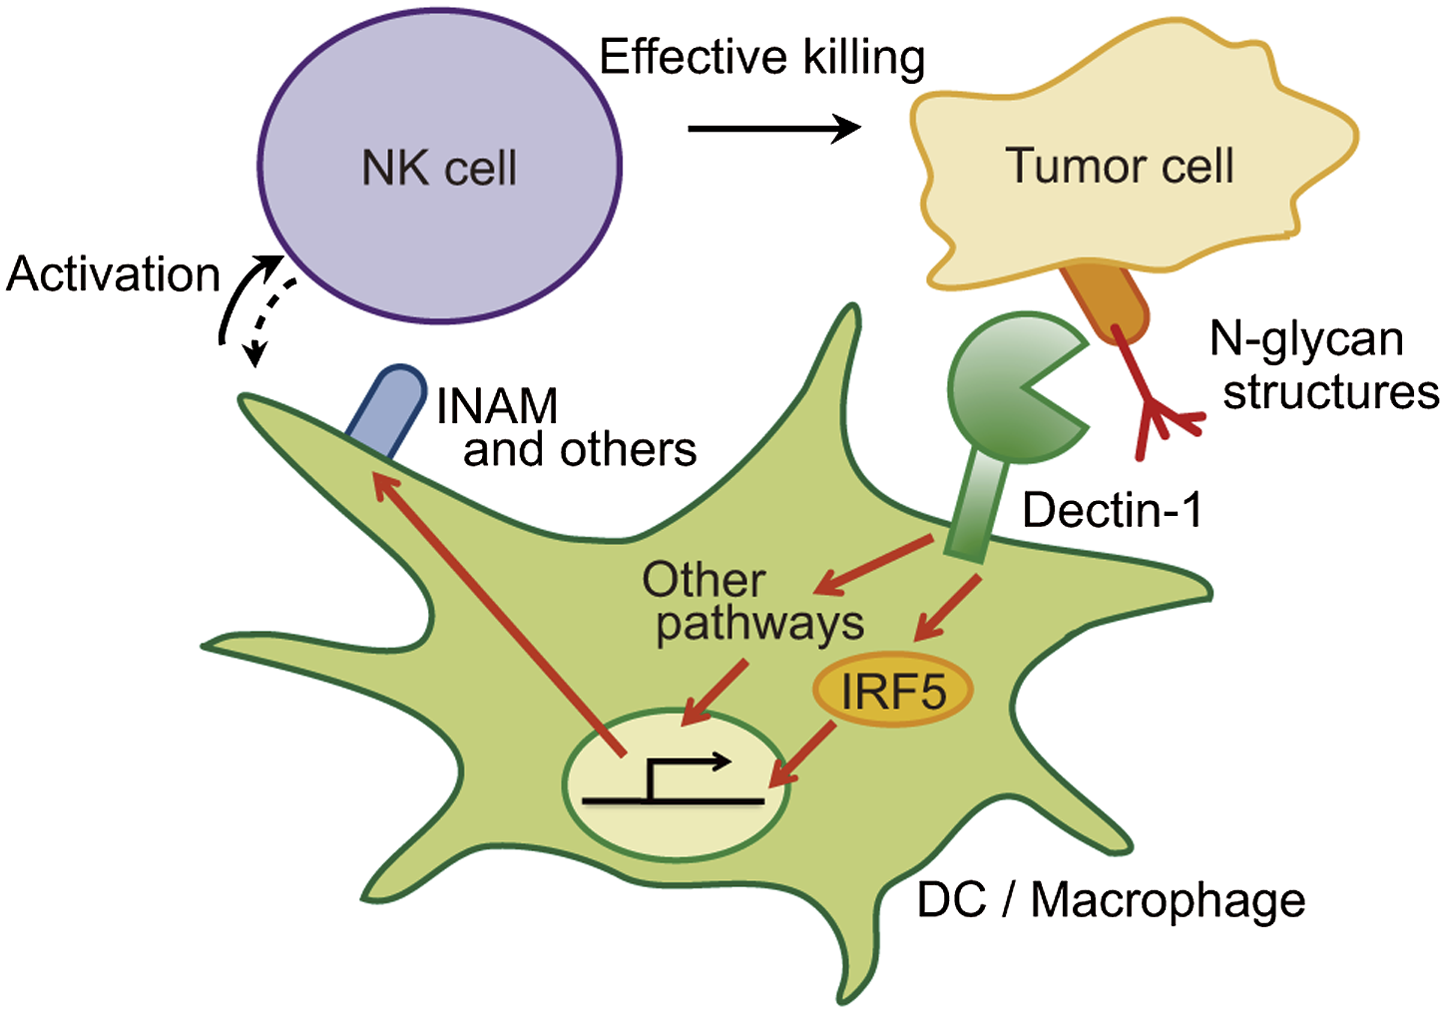 Effective killing
NK cell
Tumor cell
Activation
N-glycan
structures
INAM
and others
Dectin-1
Other
pathways
IRF5
DC / Macrophage